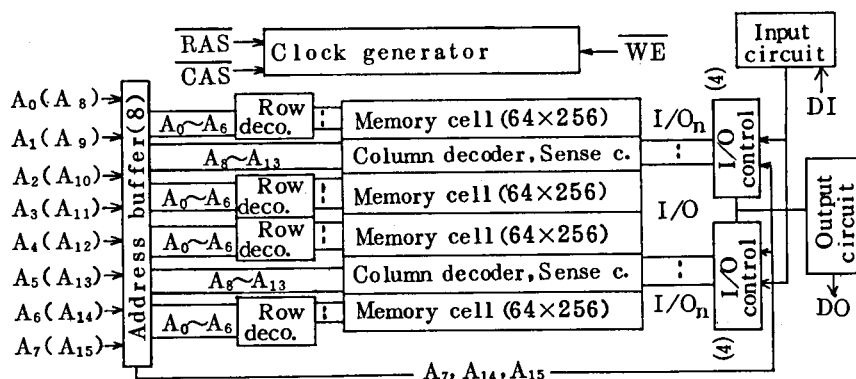 RAS
CAS
Clock generator
WE
Input circuit
DI
A0(A8)
A1(A9)
A2(A10)
A3(A11)
A4(A12)
A5(A13)
A6(A14)
A7(A15)
Address buffer(8)
A0~A6
Row deco.
Memory cell(64×256)
I/On
(4)
I/O control
A8~A13
Column decoder, Sense c.
A0~A6
Row deco.
Memory cell(64×256)
I/O
A0~A6
Row deco.
Memory cell(64×256)
A8~A13
Column decoder, Sense c.
A0~A6
Row deco.
Memory cell(64×256)
I/On
I/O control
(4)
Output circuit
DO
A7, A14, A15